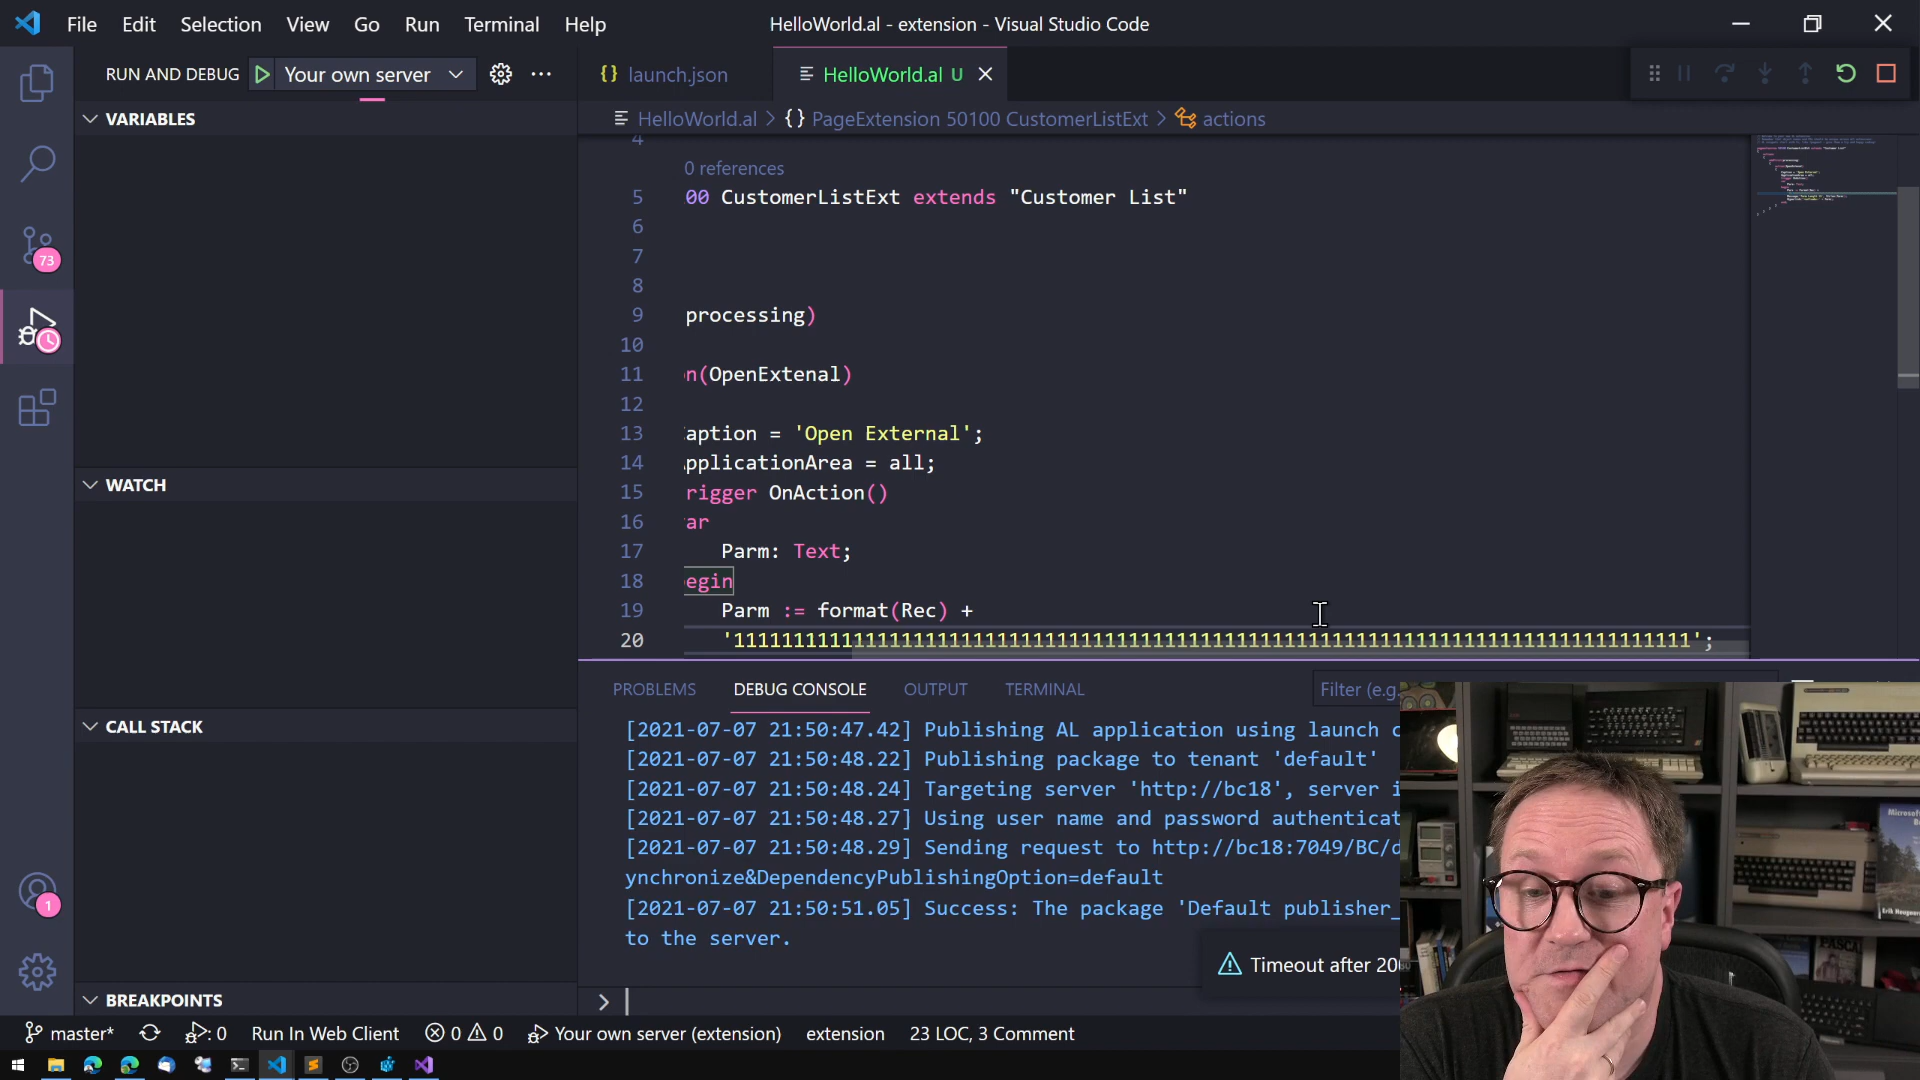 File Edit Selection View Go Run Terminal Help
HelloWorld.al - extension - Visual Studio Code
RUN AND DEBUG Your own server
launch.json
HelloWorld.al U
HelloWorld.al > {} PageExtension 50100 CustomerListExt > actions
VARIABLES
WATCH
CALL STACK
BREAKPOINTS
73
1
4
0 references
5 00 CustomerListExt extends "Customer List"
6
7
8
9 processing)
10
11 n(OpenExtenal)
12
13 aption = 'Open External';
14 pplicationArea = all;
15 rigger OnAction()
16 ar
17 Parm: Text;
18 egin
19 Parm := format(Rec) +
20
PROBLEMS DEBUG CONSOLE OUTPUT TERMINAL
Filter (e.g.
[2021-07-07 21:50:47.42] Publishing AL application using launch c
[2021-07-07 21:50:48.22] Publishing package to tenant 'default'
[2021-07-07 21:50:48.24] Targeting server 'http://bc18', server i
[2021-07-07 21:50:48.27] Using user name and password authenticat
[2021-07-07 21:50:48.29] Sending request to http://bc18:7049/BC/d
ynchronize&DependencyPublishingOption=default
[2021-07-07 21:50:51.05] Success: The package 'Default publisher_
to the server.
Timeout after 20
>
master* 0 Run In Web Client 0 0 Your own server (extension) extension 23 LOC, 3 Comment